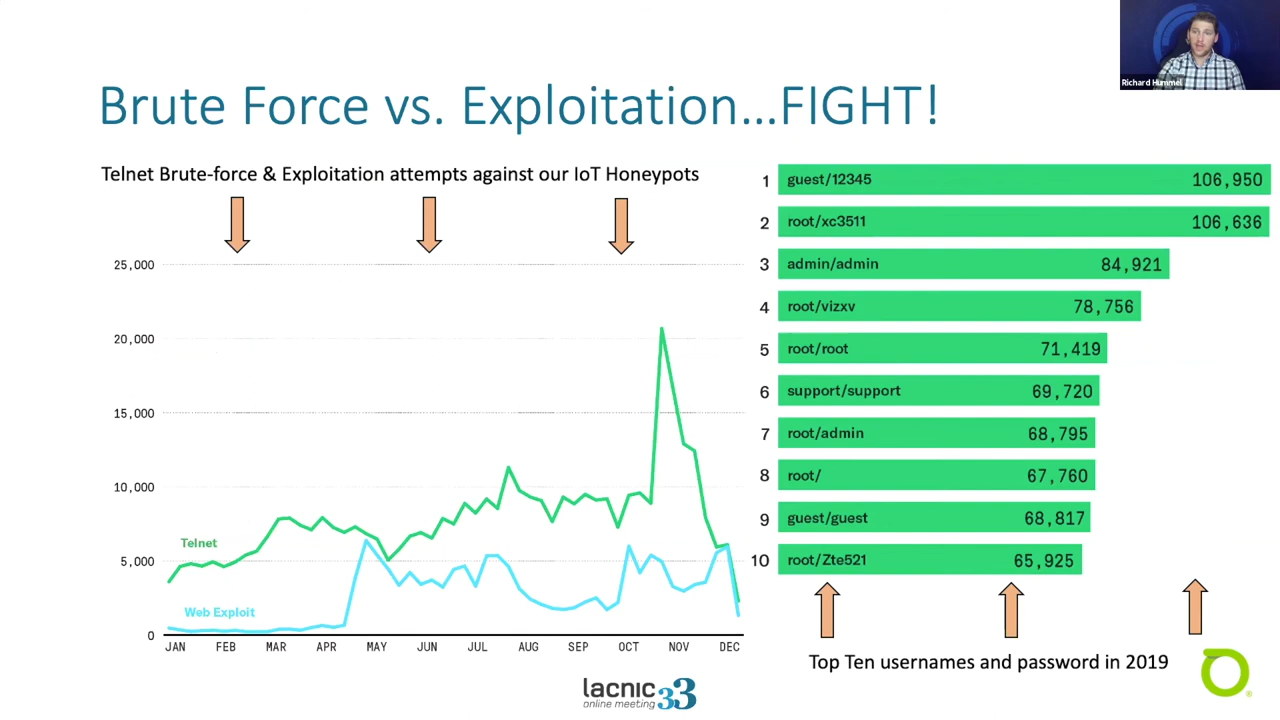 Richard Hummel
Brute Force vs. Exploitation...FIGHT!
Telnet Brute-force & Exploitation attempts against our IoT Honeypots
25,000
20,000
15,000
10,000
5,000
0
Telnet
Web Exploit
JAN FEB MAR APR MAY JUN JUL AUG SEP OCT NOV DEC
1 guest/12345 106,950
2 root/xc3511 106,636
3 admin/admin 84,921
4 root/vizxv 78,756
5 root/root 71,419
6 support/support 69,720
7 root/admin 68,795
8 root/ 67,760
9 guest/guest 68,817
10 root/Zte521 65,925
Top Ten usernames and password in 2019
lacnic 33
online meeting